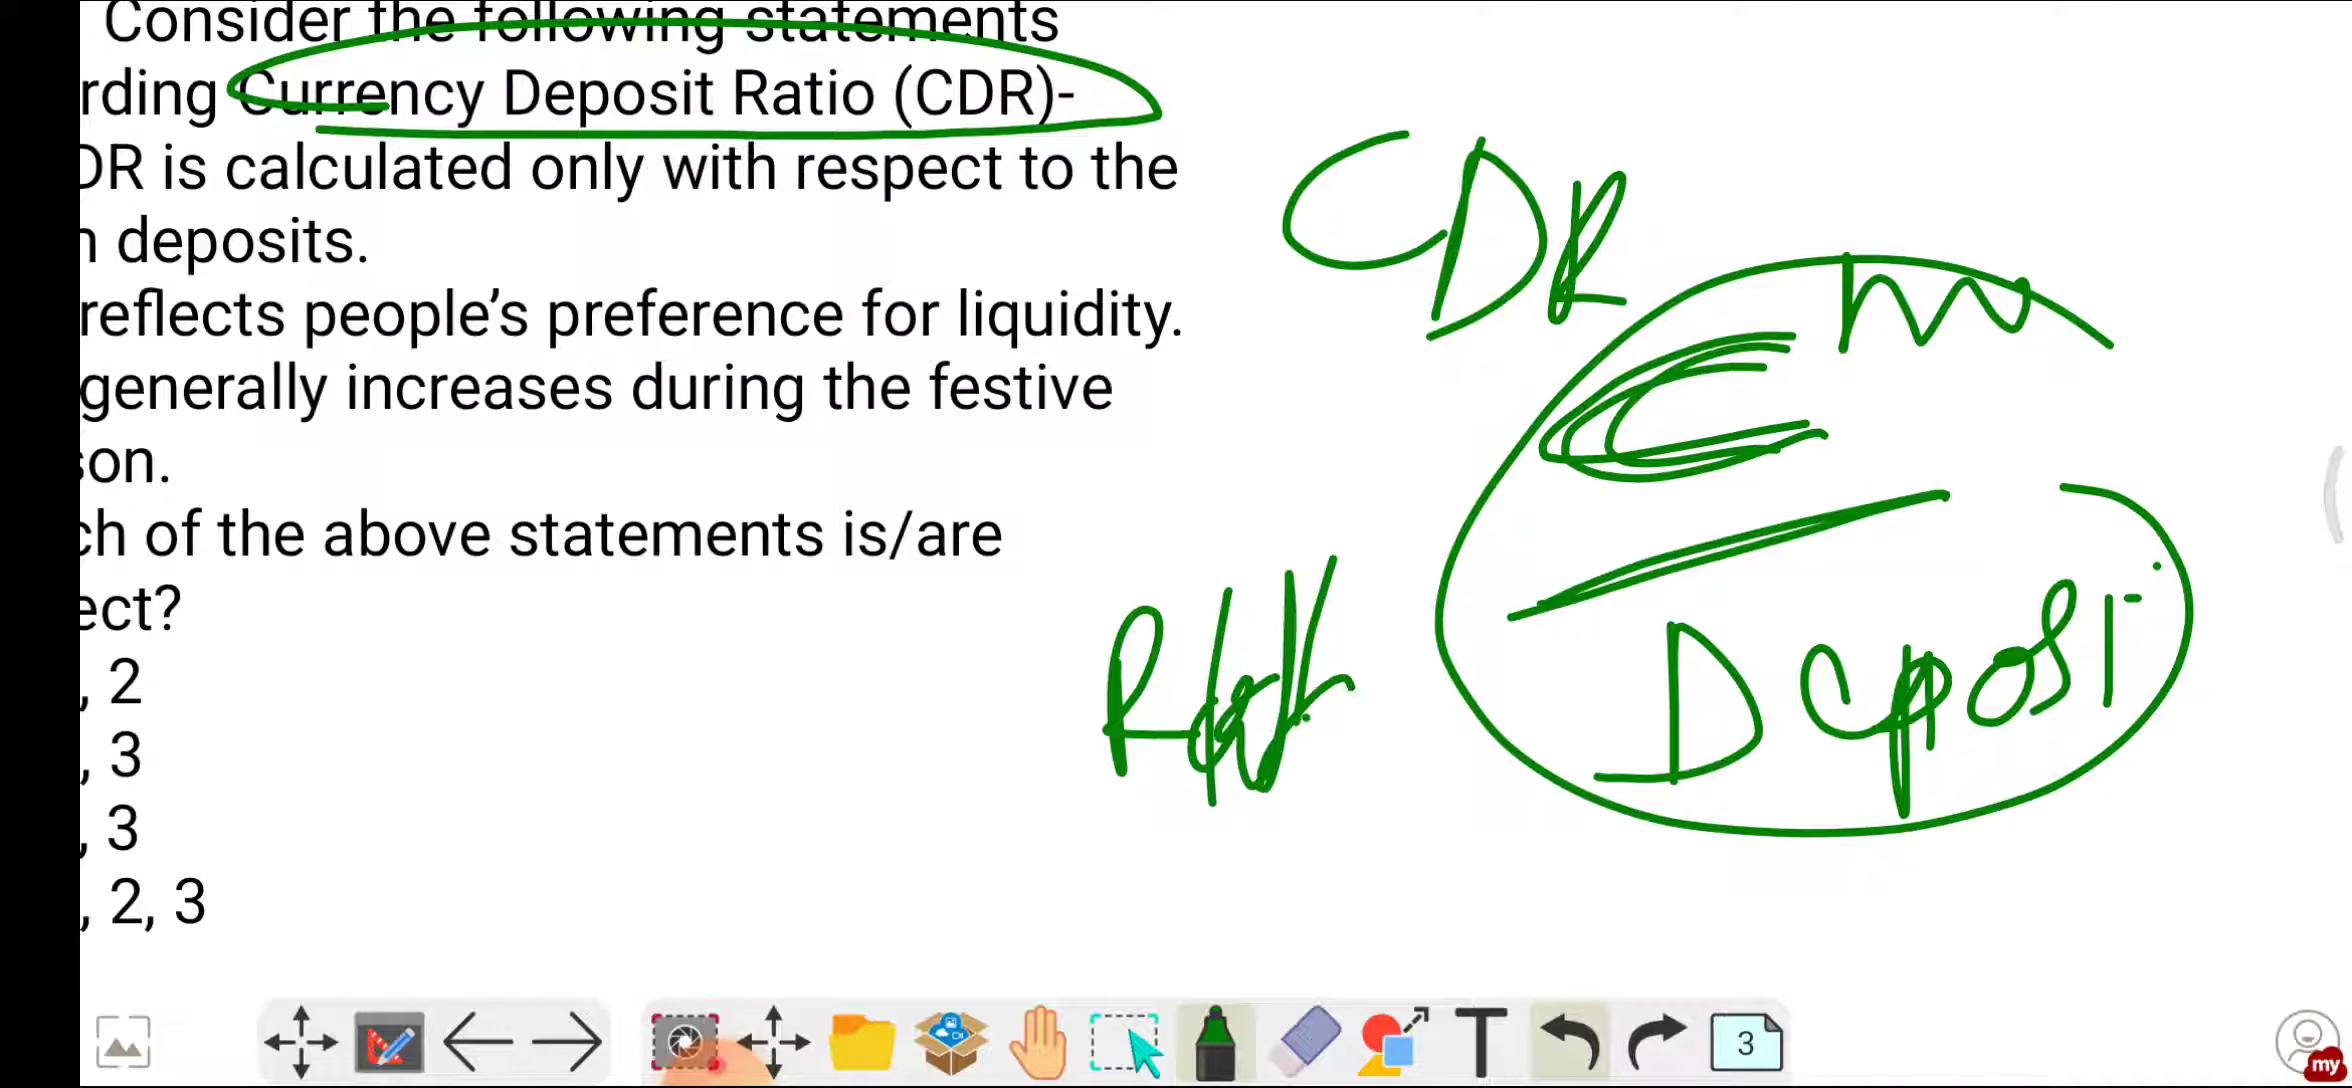 Consider the following statements
rding Currency Deposit Ratio (CDR)-
DR is calculated only with respect to the
n deposits.
reflects people's preference for liquidity.
generally increases during the festive
son.
ch of the above statements is/are
ect?
, 2
, 3
, 3
, 2, 3
CDR
C
Deposi
T
3
my